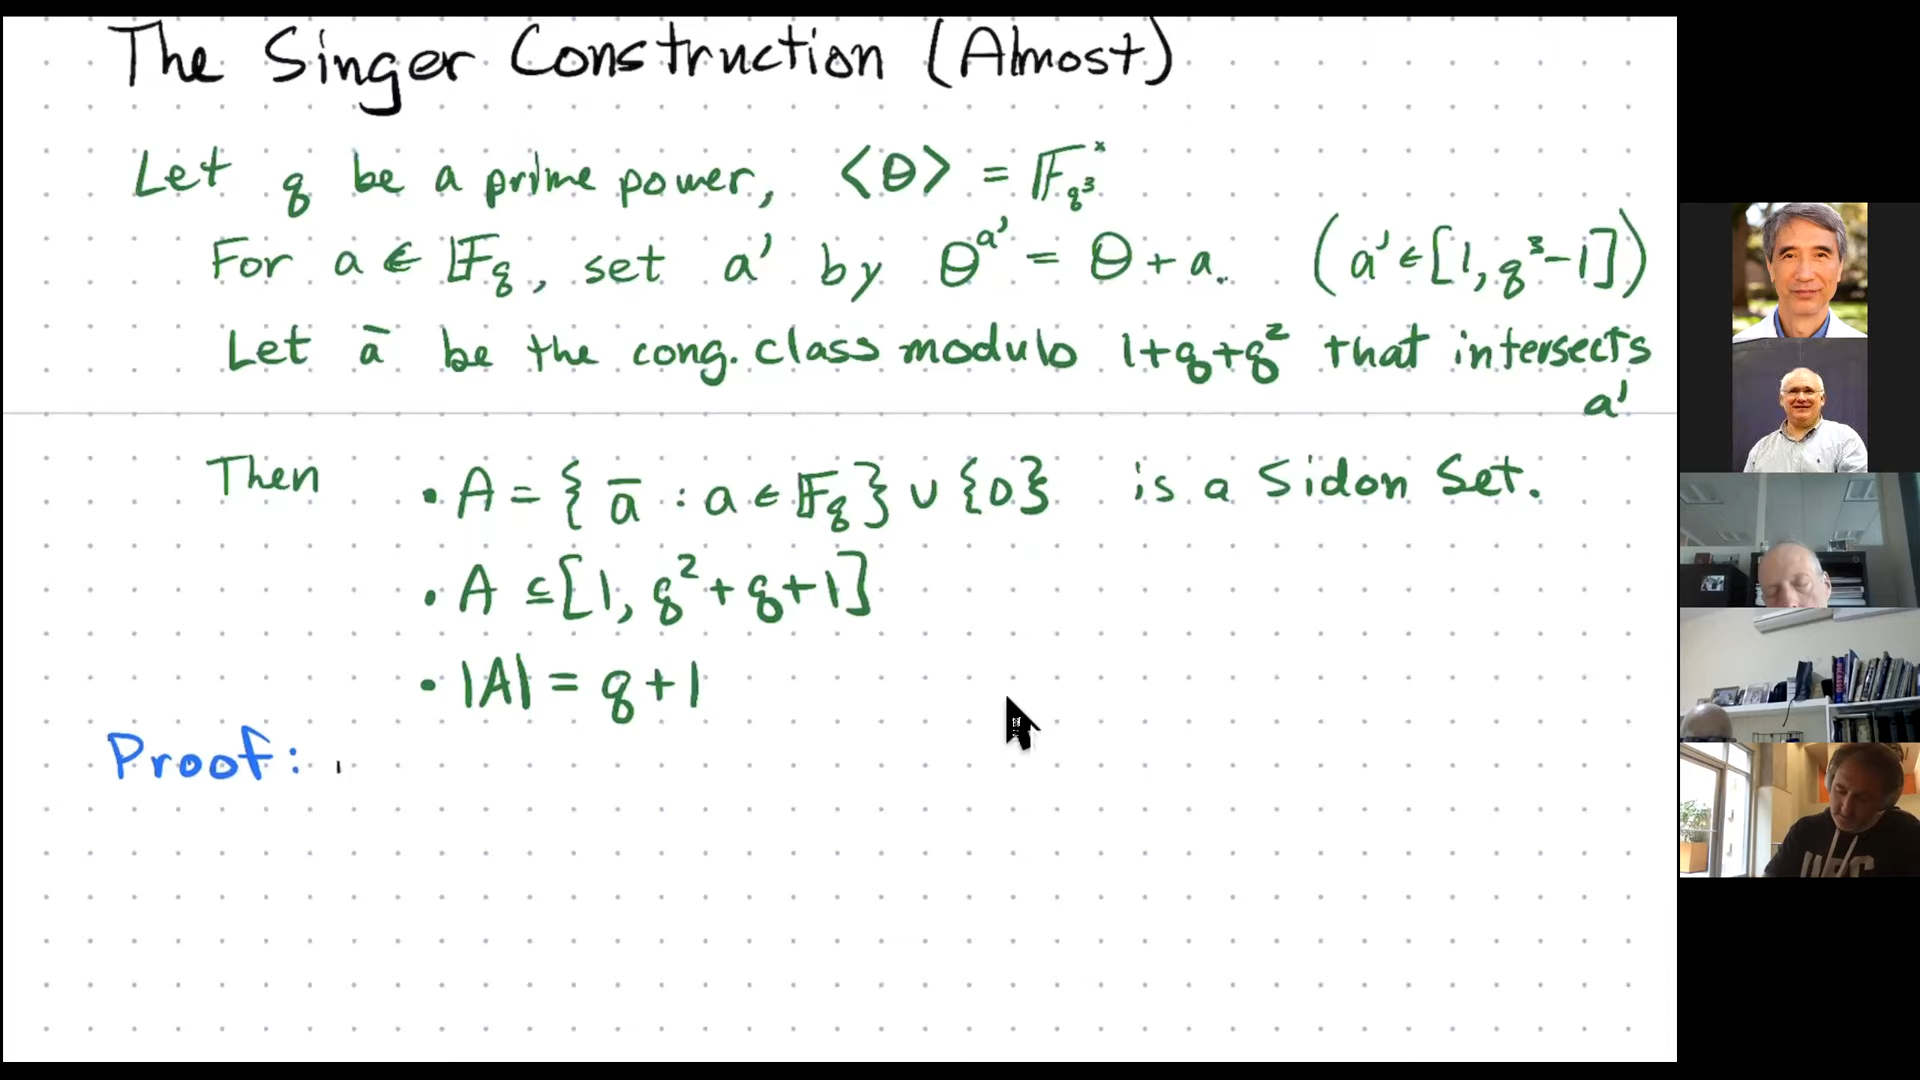 The Singer Construction (Almost)
Let q be a prime power, <θ> = 𝔽_{q³}^×
For a ∈ 𝔽_q, set a' by θ^{a'} = θ + a. (a' ∈ [1, q³-1])
Let ā be the cong. class modulo 1+q+q² that intersects
a'
Then • A = { ā : a ∈ 𝔽_q } ∪ {0} is a Sidon Set.
• A ⊆ [1, q²+q+1]
• |A| = q+1
Proof: